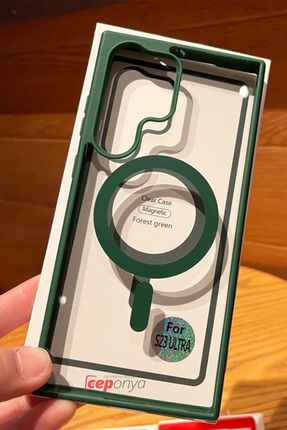 Clear Case
Magnetic
Forest green
For
S23 ULTRA
ceponya